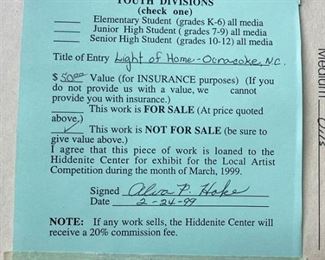 YOUTH DIVISIONS
(check one)
Elementary Student (grades K-6) all media
Junior High Student (grades 7-9) all media
Senior High Student (grades 10-12) all media
Title of Entry Light of Home-Ocracoke, N.C.
$ Value (for INSURANCE purposes) (If you
do not provide us with a value, we cannot
provide you with insurance.)
This work is FOR SALE (At price quoted
above.)
✓ This work is NOT FOR SALE (be sure to
give value above.)
I agree that this piece of work is loaned to
Hiddenite Center for exhibit for the Local Artist
Competition during the month of March, 1999.
Signed Alva P. Hoke
Date 2-24-99
NOTE: If any work sells, the Hiddenite Center will
receive a 20% commission fee.
Medium